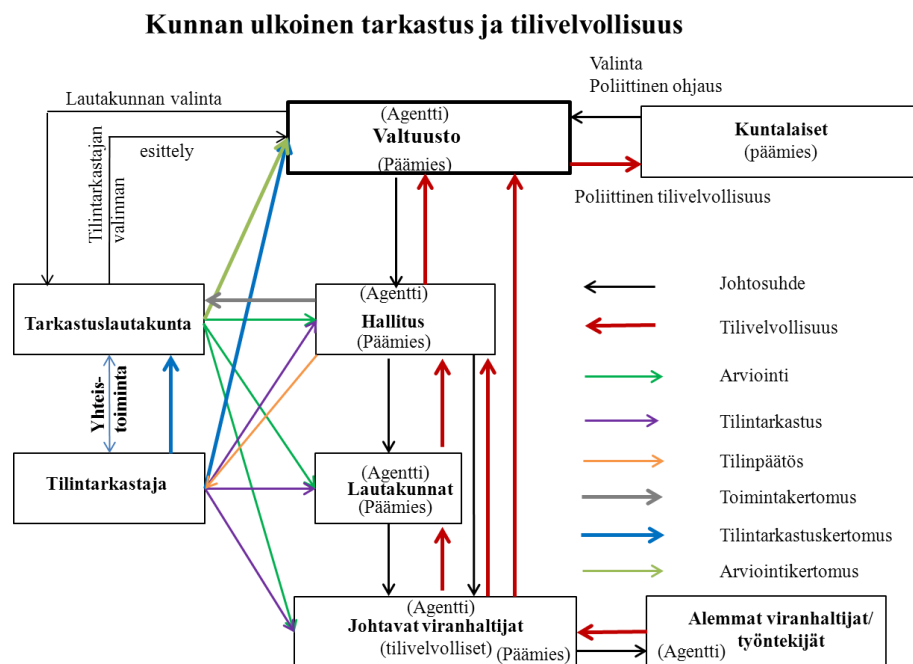 Kunnan ulkoinen tarkastus ja tilivelvollisuus
Valinta
Poliittinen ohjaus
Lautakunnan valinta
(Agentti)
Valtuusto
(Päämies)
Kuntalaiset
(päämies)
esittely
Tilintarkastajan
valinnan
Poliittinen tilivelvollisuus
Tarkastuslautakunta
(Agentti)
Hallitus
(Päämies)
Yhteis-
toiminta
Tilintarkastaja
(Agentti)
Lautakunnat
(Päämies)
(Agentti)
Johtavat viranhaltijat
(tilivelvolliset)
(Päämies)
Alemmat viranhaltijat/
työntekijät
(Agentti)
Johtosuhde
Tilivelvollisuus
Arviointi
Tilintarkastus
Tilinpäätös
Toimintakertomus
Tilintarkastuskertomus
Arviointikertomus